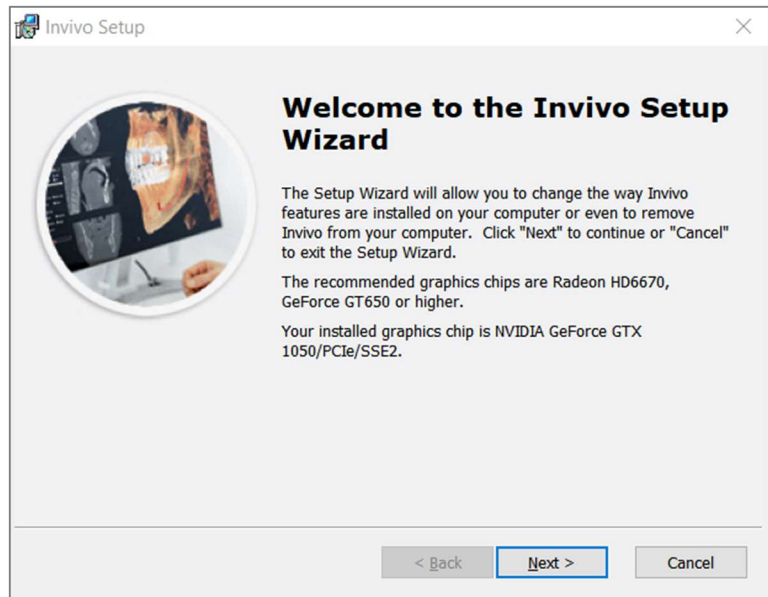 Invivo Setup
Welcome to the Invivo Setup
Wizard
The Setup Wizard will allow you to change the way Invivo
features are installed on your computer or even to remove
Invivo from your computer.  Click "Next" to continue or "Cancel"
to exit the Setup Wizard.
The recommended graphics chips are Radeon HD6670,
GeForce GT650 or higher.
Your installed graphics chip is NVIDIA GeForce GTX
1050/PCIe/SSE2.
< Back
Next >
Cancel